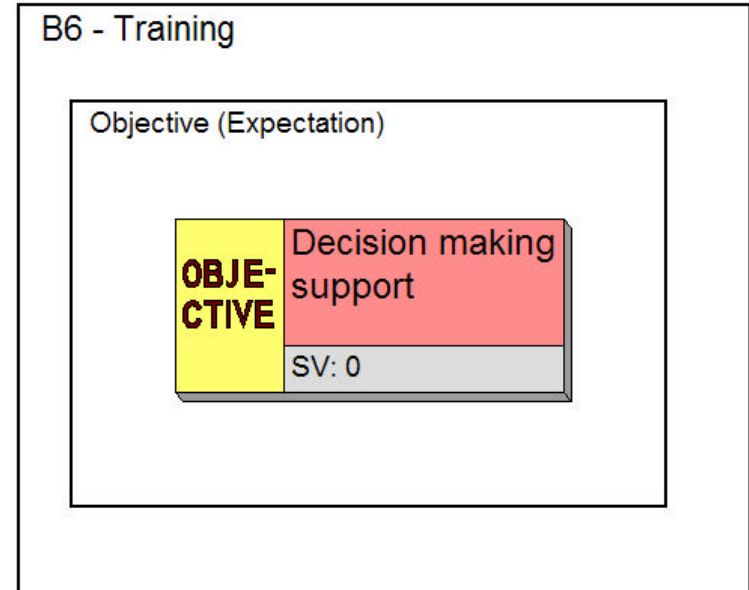 B6 - Training
Objective (Expectation)
OBJE-
CTIVE
Decision making
support
SV: 0